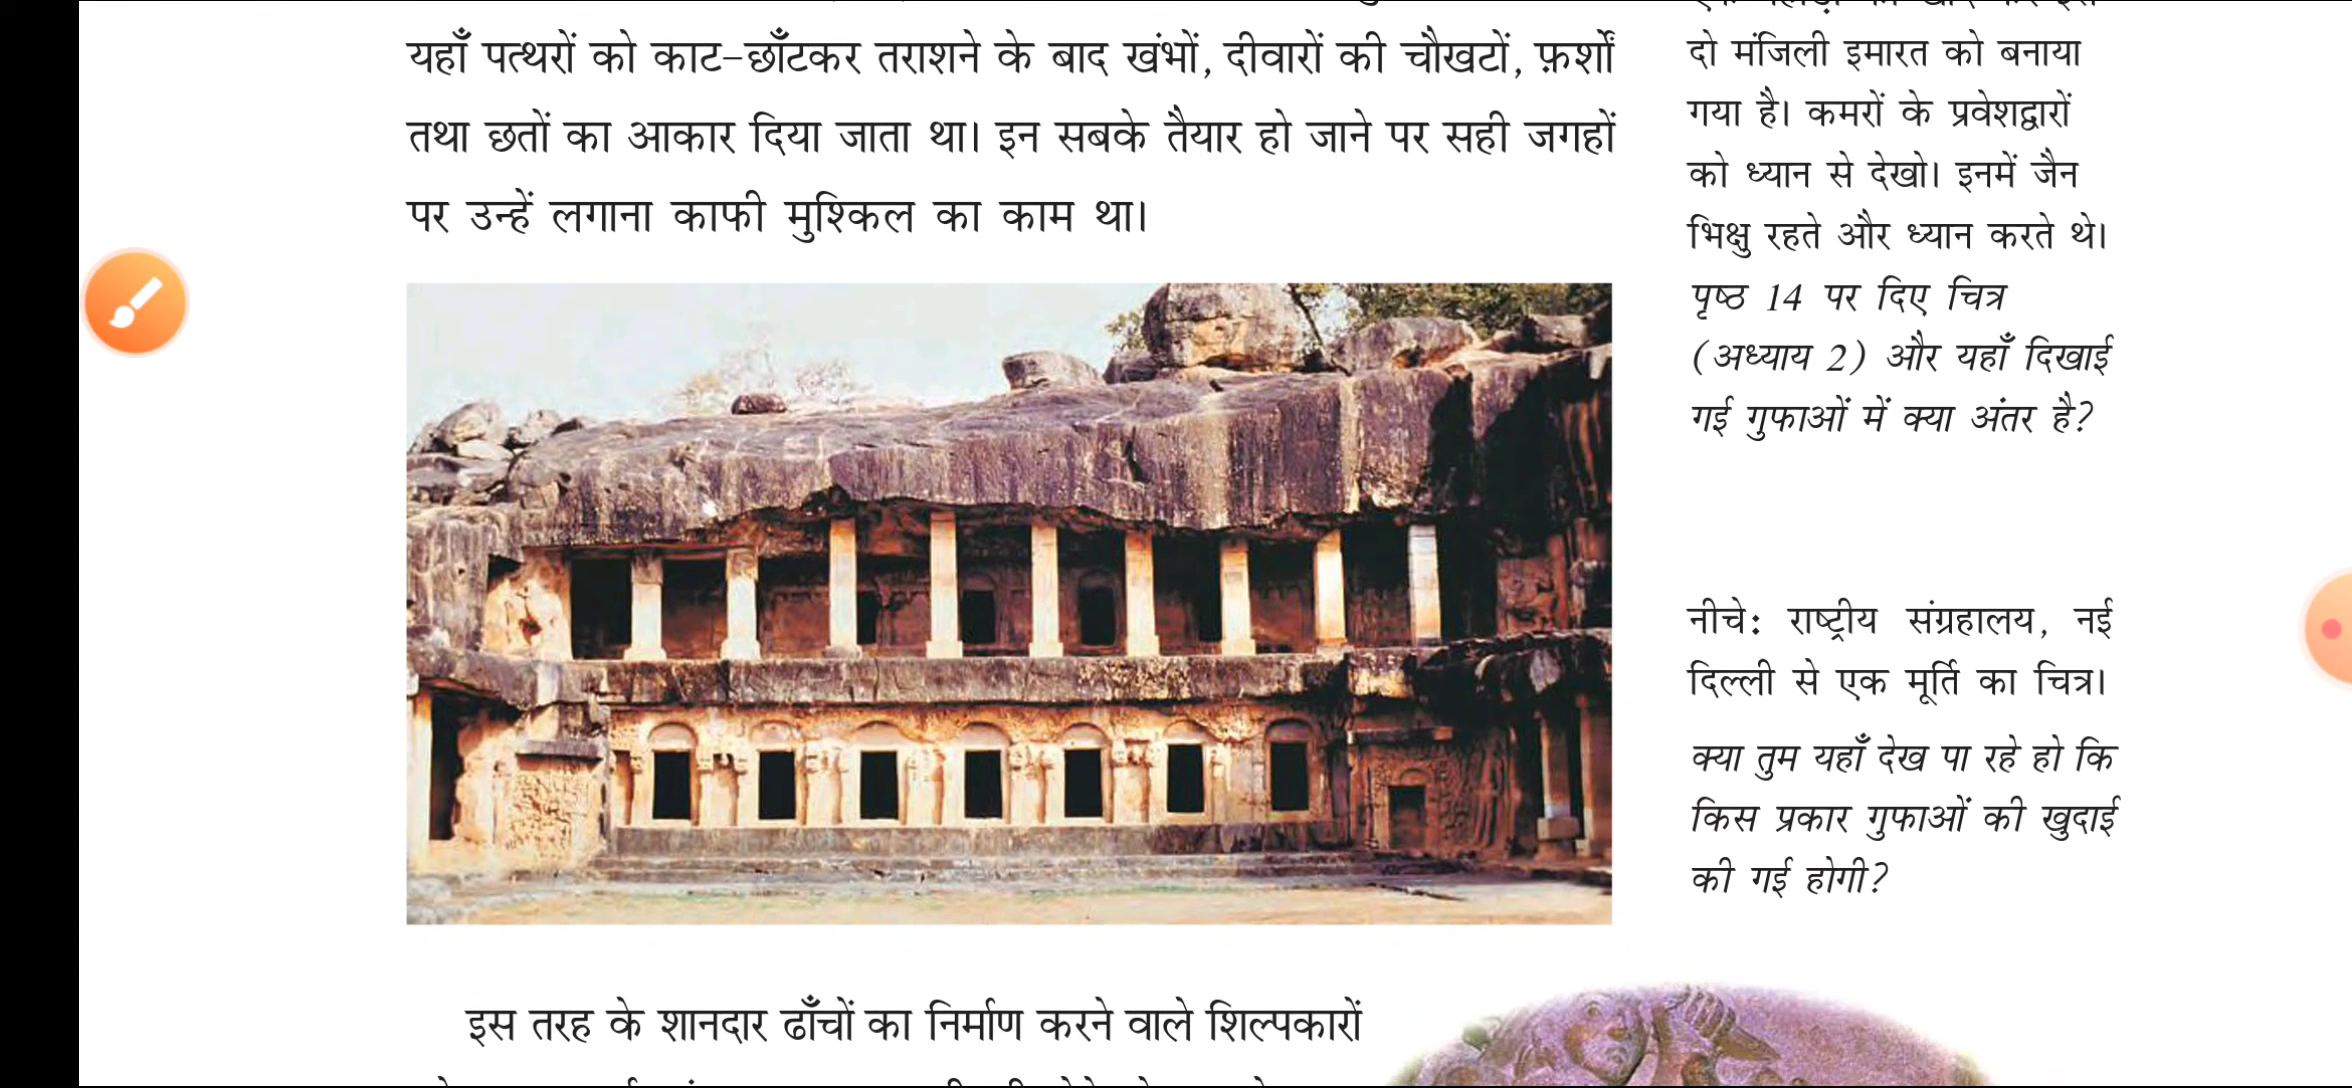 यहाँ पत्थरों को काट-छाँटकर तराशने के बाद खंभों, दीवारों की चौखटों, फ़र्शों
तथा छतों का आकार दिया जाता था। इन सबके तैयार हो जाने पर सही जगहों
पर उन्हें लगाना काफी मुश्किल का काम था।
दो मंजिली इमारत को बनाया
गया है। कमरों के प्रवेशद्वारों
को ध्यान से देखो। इनमें जैन
भिक्षु रहते और ध्यान करते थे।
पृष्ठ 14 पर दिए चित्र
(अध्याय 2) और यहाँ दिखाई
गई गुफाओं में क्या अंतर है?
नीचे: राष्ट्रीय संग्रहालय, नई
दिल्ली से एक मूर्ति का चित्र।
क्या तुम यहाँ देख पा रहे हो कि
किस प्रकार गुफाओं की खुदाई
की गई होगी?
इस तरह के शानदार ढाँचों का निर्माण करने वाले शिल्पकारों